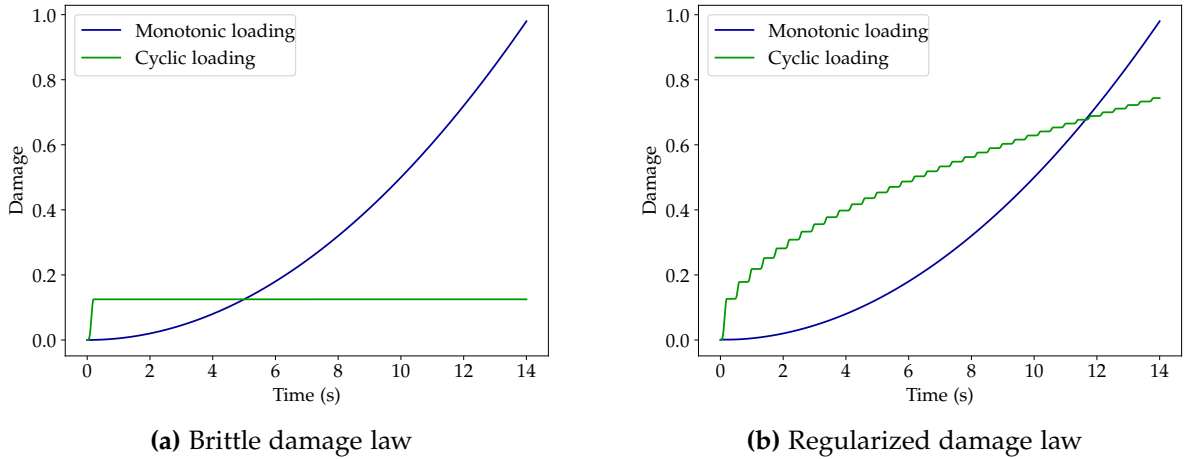 Monotonic loading
Cyclic loading
1.0
0.8
0.6
0.4
0.2
0.0
Damage
0 2 4 6 8 10 12 14
Time (s)
(a) Brittle damage law
Monotonic loading
Cyclic loading
1.0
0.8
0.6
0.4
0.2
0.0
Damage
0 2 4 6 8 10 12 14
Time (s)
(b) Regularized damage law